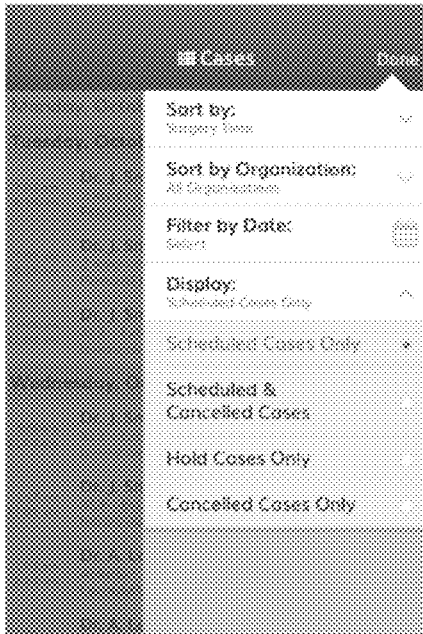 Cases
Done
Sort by:
Surgery Time
Sort by Organization:
All Organizations
Filter by Date:
Select
Display:
Scheduled Cases Only
Scheduled Cases Only
Scheduled &
Cancelled Cases
Hold Cases Only
Cancelled Cases Only